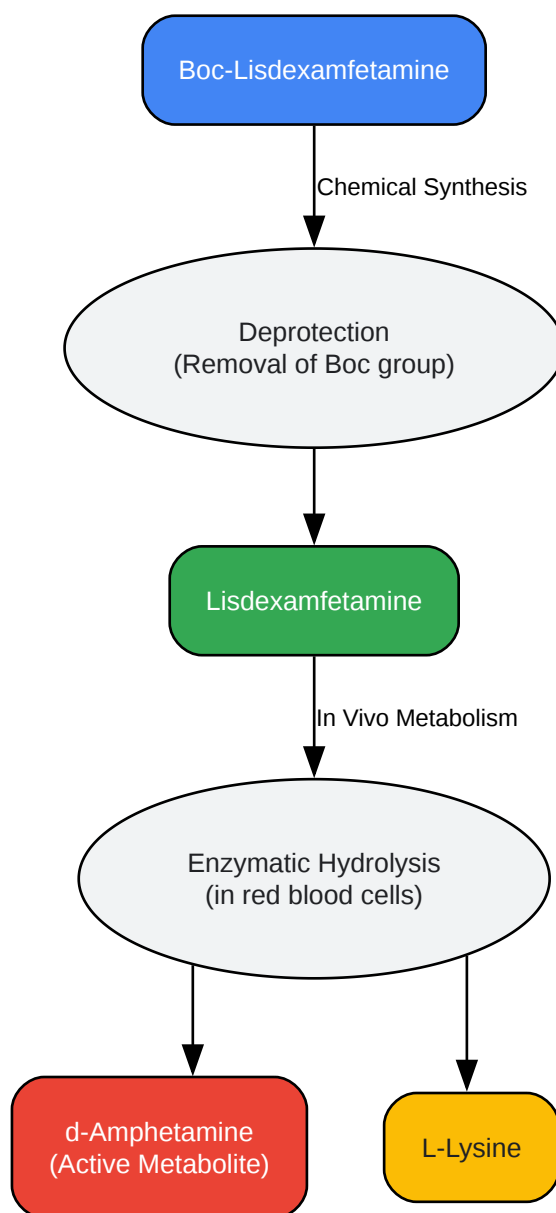 Boc-Lisdexamfetamine
Chemical Synthesis
Deprotection
(Removal of Boc group)
Lisdexamfetamine
In Vivo Metabolism
Enzymatic Hydrolysis
(in red blood cells)
d-Amphetamine
(Active Metabolite)
L-Lysine